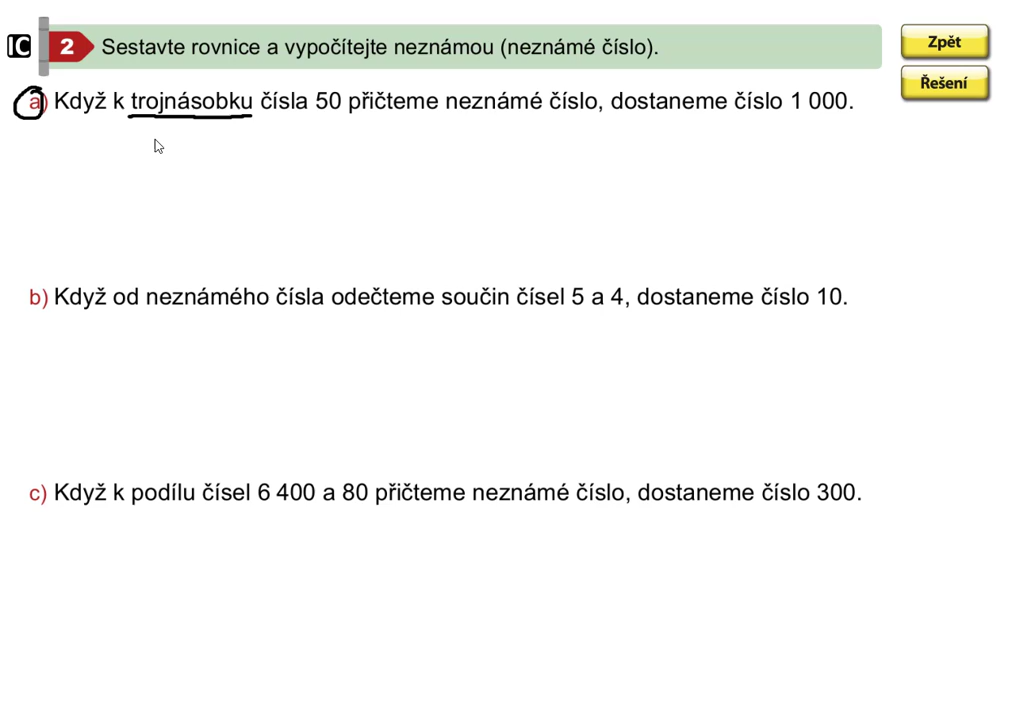 IC 2 Sestavte rovnice a vypočítejte neznámou (neznámé číslo).
Zpět
Řešení
a) Když k trojnásobku čísla 50 přičteme neznámé číslo, dostaneme číslo 1 000.
b) Když od neznámého čísla odečteme součin čísel 5 a 4, dostaneme číslo 10.
c) Když k podílu čísel 6 400 a 80 přičteme neznámé číslo, dostaneme číslo 300.